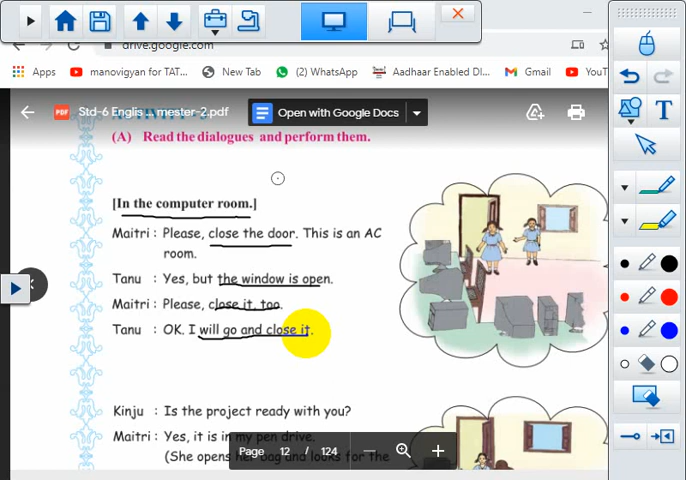 drive.google.com
Apps manovigyan for TAT... New Tab (2) WhatsApp Aadhaar Enabled DI... Gmail YouT
Std-6 Englis ... mester-2.pdf Open with Google Docs
(A) Read the dialogues and perform them.
[In the computer room.]
Maitri : Please, close the door. This is an AC
room.
Tanu : Yes, but the window is open.
Maitri : Please, close it, too.
Tanu : OK. I will go and close it.
Kinju : Is the project ready with you?
Maitri : Yes, it is in my pen drive.
(She opens her bag and looks for the
Page 12 / 124
T